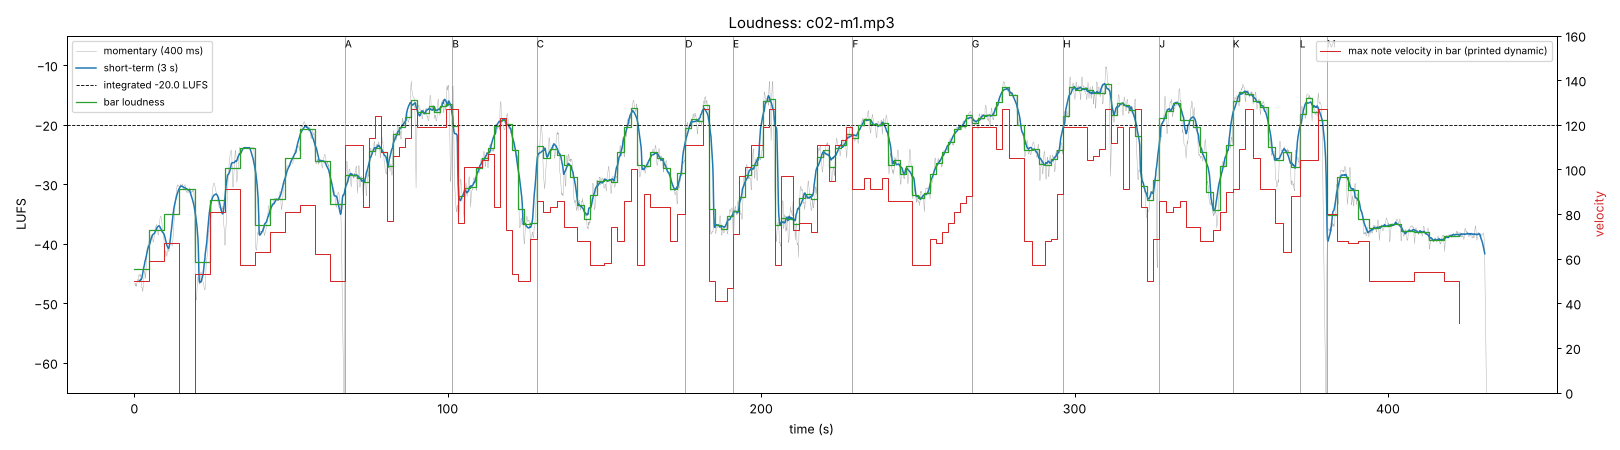 Loudness: c02-m1.mp3
momentary (400 ms)
short-term (3 s)
integrated -20.0 LUFS
bar loudness
max note velocity in bar (printed dynamic)
A B C D E F G H J K L M
−10
−20
−30
−40
−50
−60
LUFS
160
140
120
100
80
60
40
20
0
velocity
0 100 200 300 400
time (s)